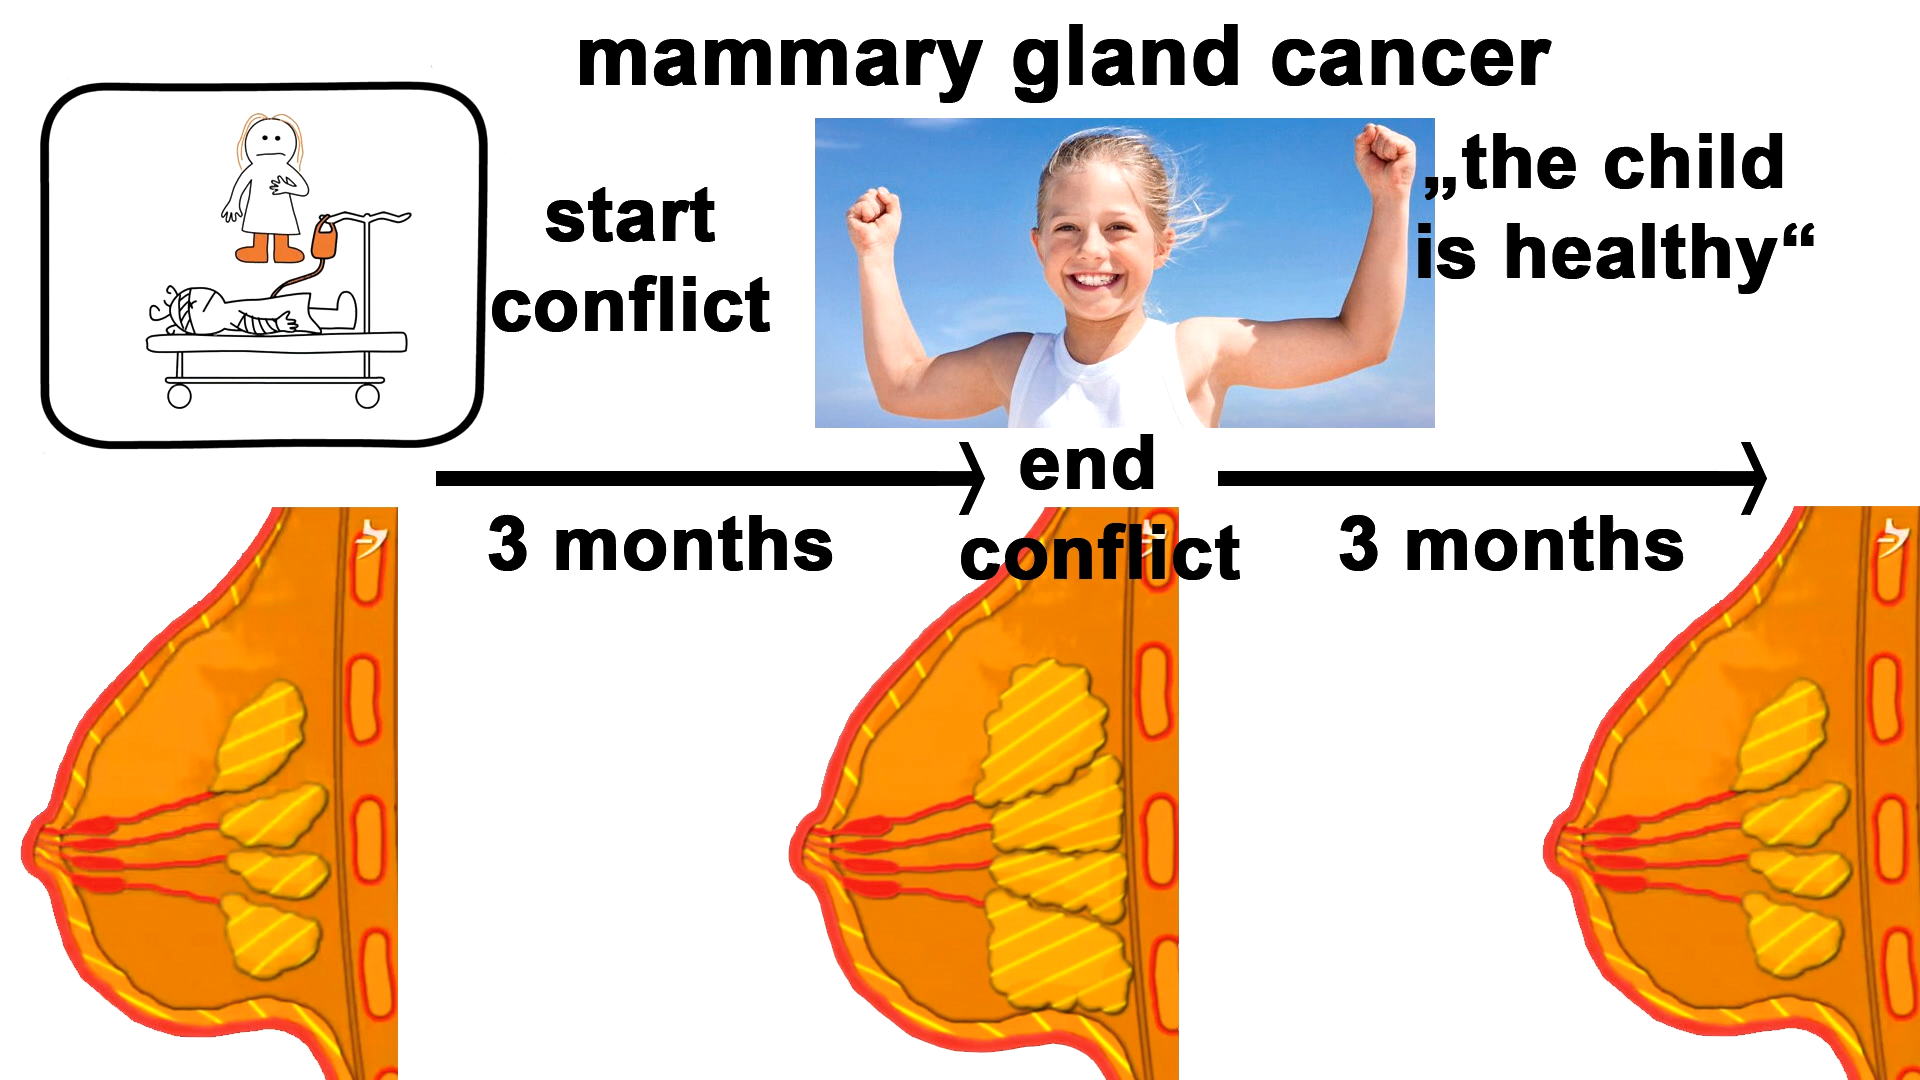 mammary gland cancer
start
conflict
„the child
is healthy“
end
conflict
3 months
3 months